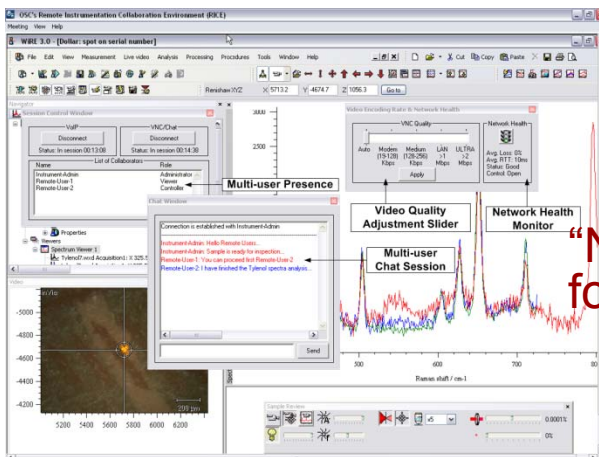 OSC's Remote Instrumentation Collaboration Environment (RICE)
Meeting View Help
WiRE 3.0 - [Dollar: spot on serial number]
File Edit View Measurement Live video Analysis Processing Procedures Tools Window Help
Cut Copy Paste
Renishaw XYZ X 5713.2 Y -4674.7 Z 1056.3 Go to
Navigator
Session Control Window
VoIP VNC/Chat
Disconnect Disconnect
Status: In session 00:13:08 Status: In session 00:14:38
List of Collaborators
Name Role
Instrument-Admin Administrator
Remote-User-1 Viewer
Remote-User-2 Controller
Multi-user Presence
Properties
Viewers
Spectrum Viewer 1
Video Encoding Rate & Network Health
VNC Quality
Auto Modem Medium LAN ULTRA
(19-128) (128-256) >1 >2
Kbps Kbps Mbps Mbps
Apply
Network Health
Avg. Loss: 0%
Avg. RTT: 10ms
Status: Good
Control: Open
Video Quality
Adjustment Slider
Network Health
Monitor
Chat Window
Connection is established with Instrument-Admin
Instrument-Admin: Hello Remote Users...
Instrument-Admin: Sample is ready for inspection...
Remote-User-1: You can proceed first Remote-User-2
Remote-User-2: I have finished the Tylenol spectra analysis...
Send
Multi-user
Chat Session
3000
2500
500 600 700 80
Raman shift / cm-1
Video
-5000
-4800
-4600
-4400
-4200
5200 5400 5600 5800 6000 6200
200 µm
Sample Review
x5
0.0001%
0%
“N
fo